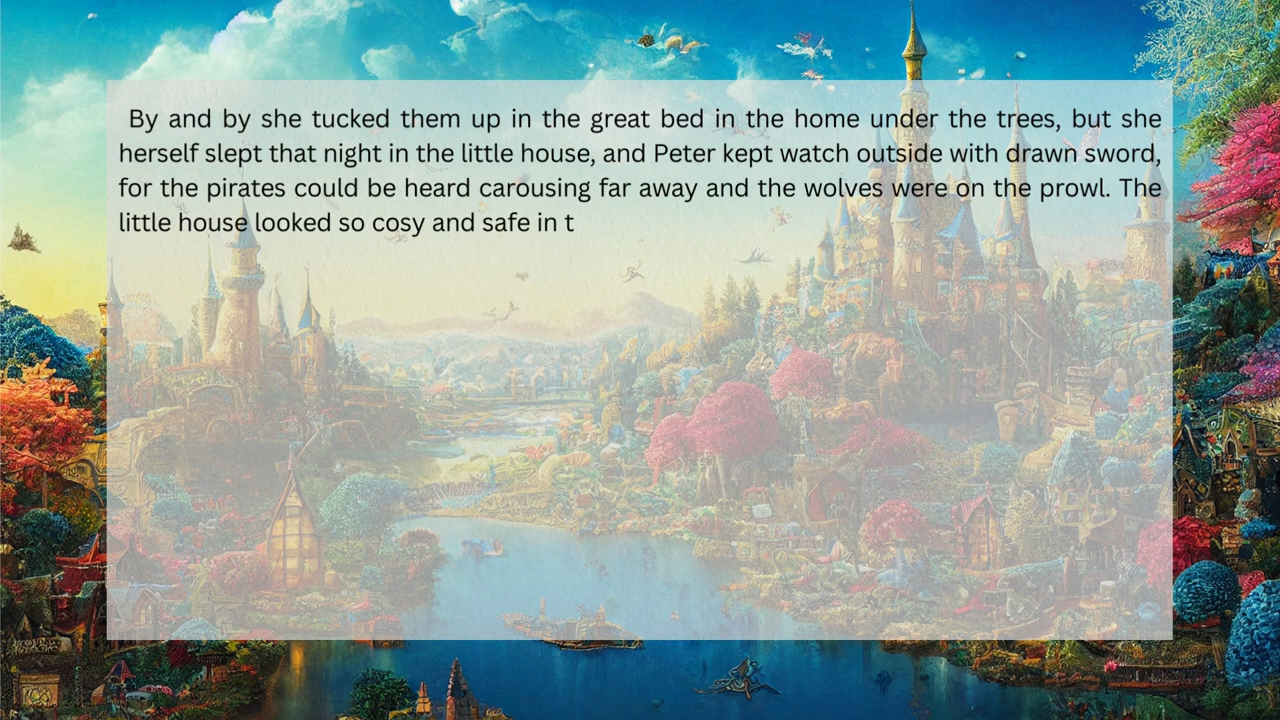 By and by she tucked them up in the great bed in the home under the trees, but she
herself slept that night in the little house, and Peter kept watch outside with drawn sword,
for the pirates could be heard carousing far away and the wolves were on the prowl. The
little house looked so cosy and safe in t